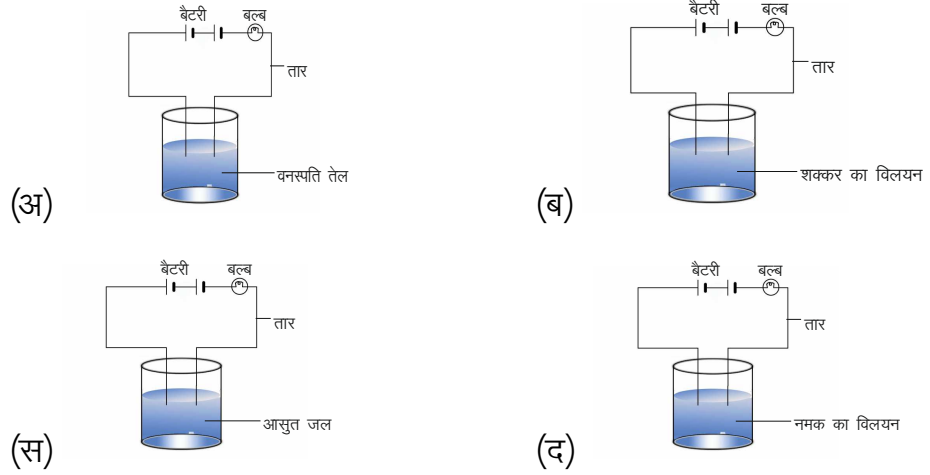 बैटरी बल्ब
तार
वनस्पति तेल
(अ)
बैटरी बल्ब
तार
शक्कर का विलयन
(ब)
बैटरी बल्ब
तार
आसुत जल
(स)
बैटरी बल्ब
तार
नमक का विलयन
(द)